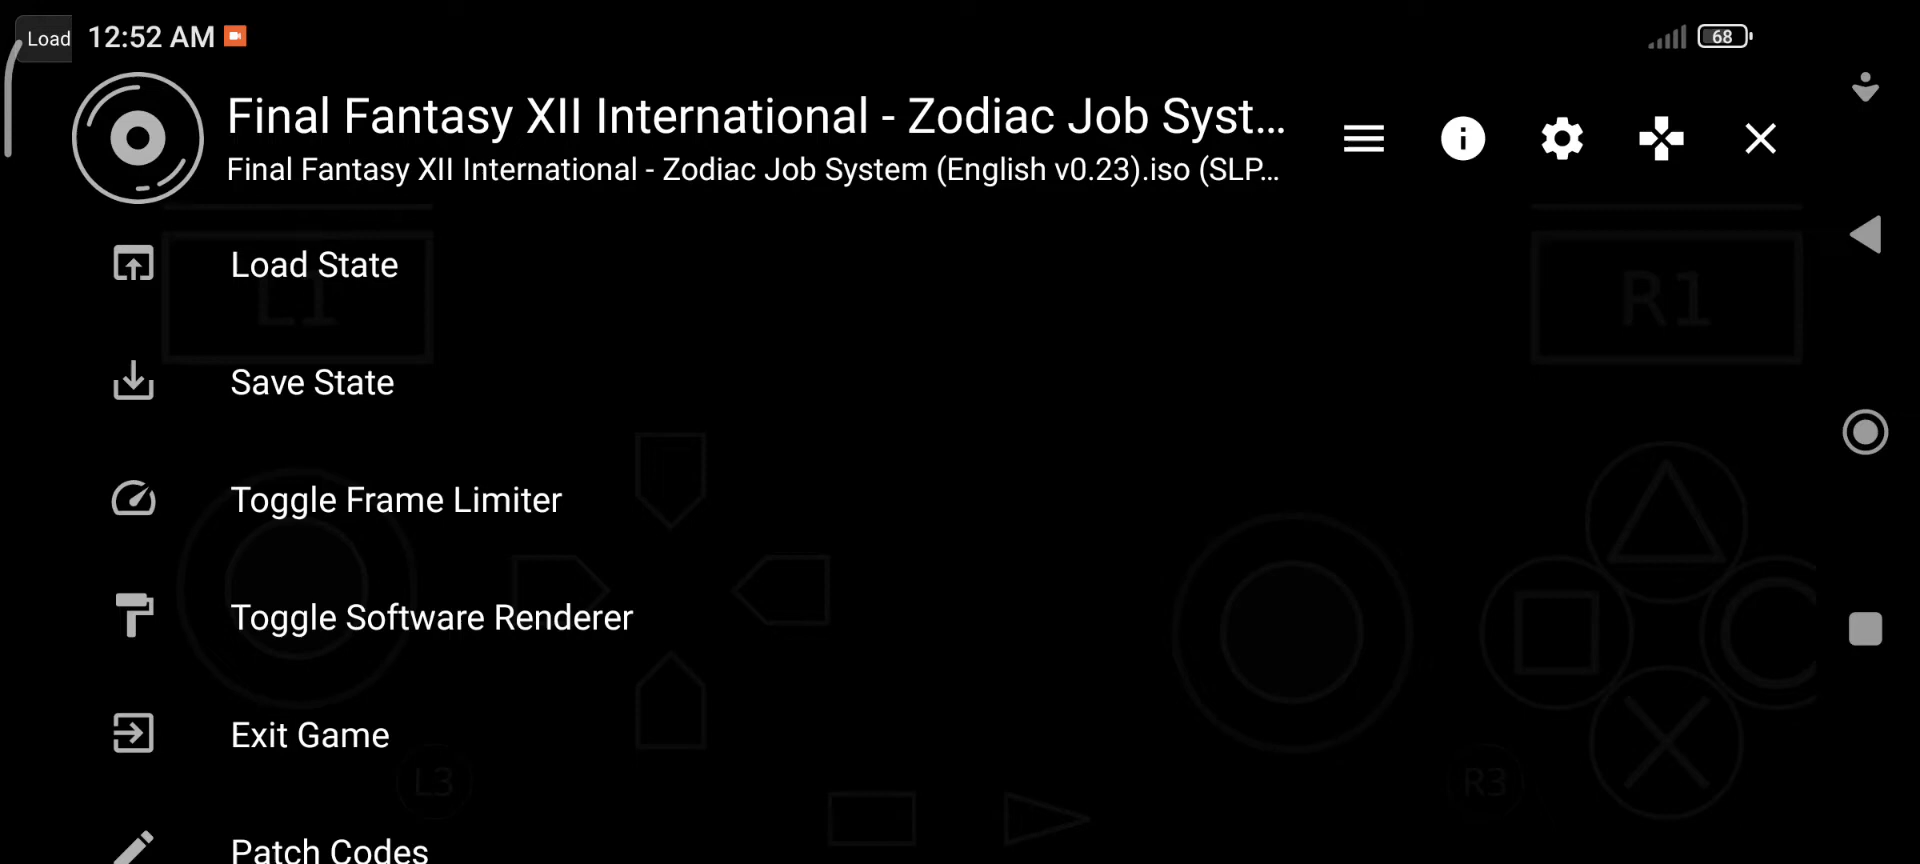 Load 12:52 AM 68
Final Fantasy XII International - Zodiac Job Syst...
Final Fantasy XII International - Zodiac Job System (English v0.23).iso (SLP...
Load State
L1
R1
Save State
Toggle Frame Limiter
Toggle Software Renderer
Exit Game
L3
R3
Patch Codes